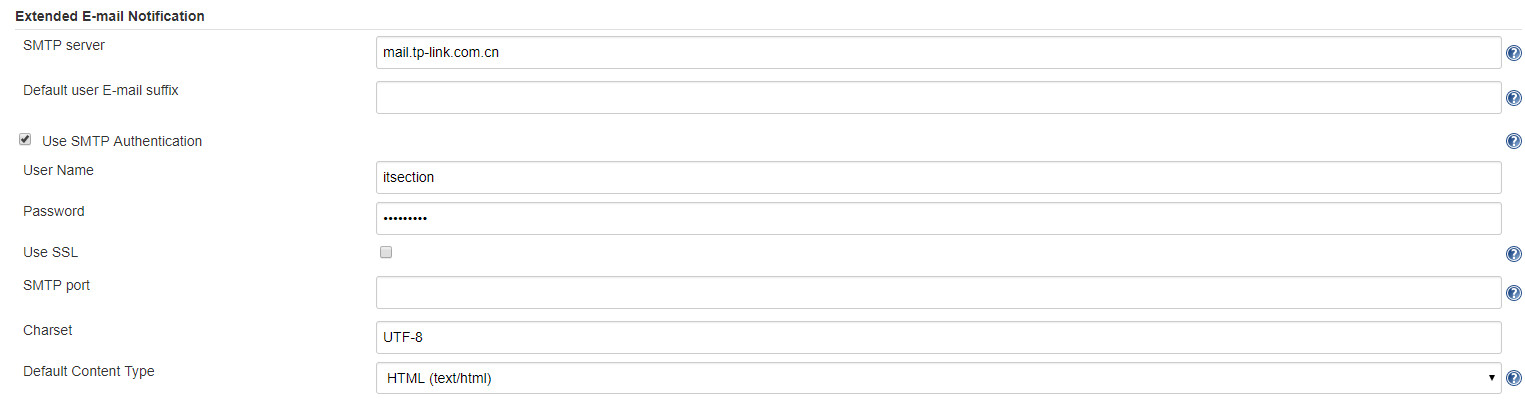 Extended E-mail Notification
SMTP server
mail.tp-link.com.cn
Default user E-mail suffix
Use SMTP Authentication
User Name
itsection
Password
•••••••••
Use SSL
SMTP port
Charset
UTF-8
Default Content Type
HTML (text/html)